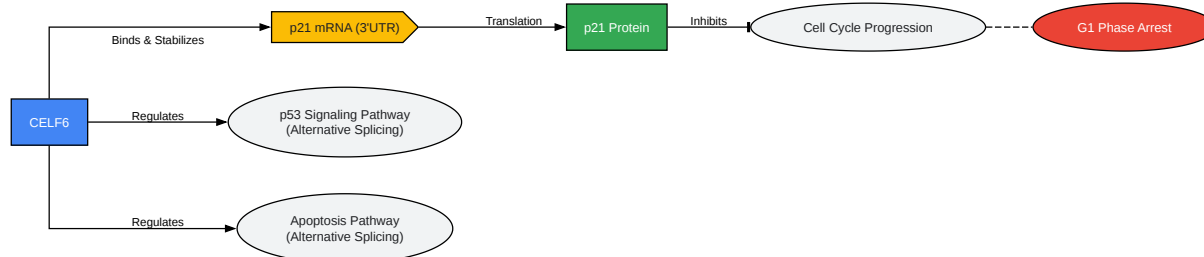 p21 mRNA (3'UTR)
Translation
p21 Protein
Inhibits
Cell Cycle Progression
G1 Phase Arrest
Binds & Stabilizes
CELF6
Regulates
p53 Signaling Pathway
(Alternative Splicing)
Regulates
Apoptosis Pathway
(Alternative Splicing)